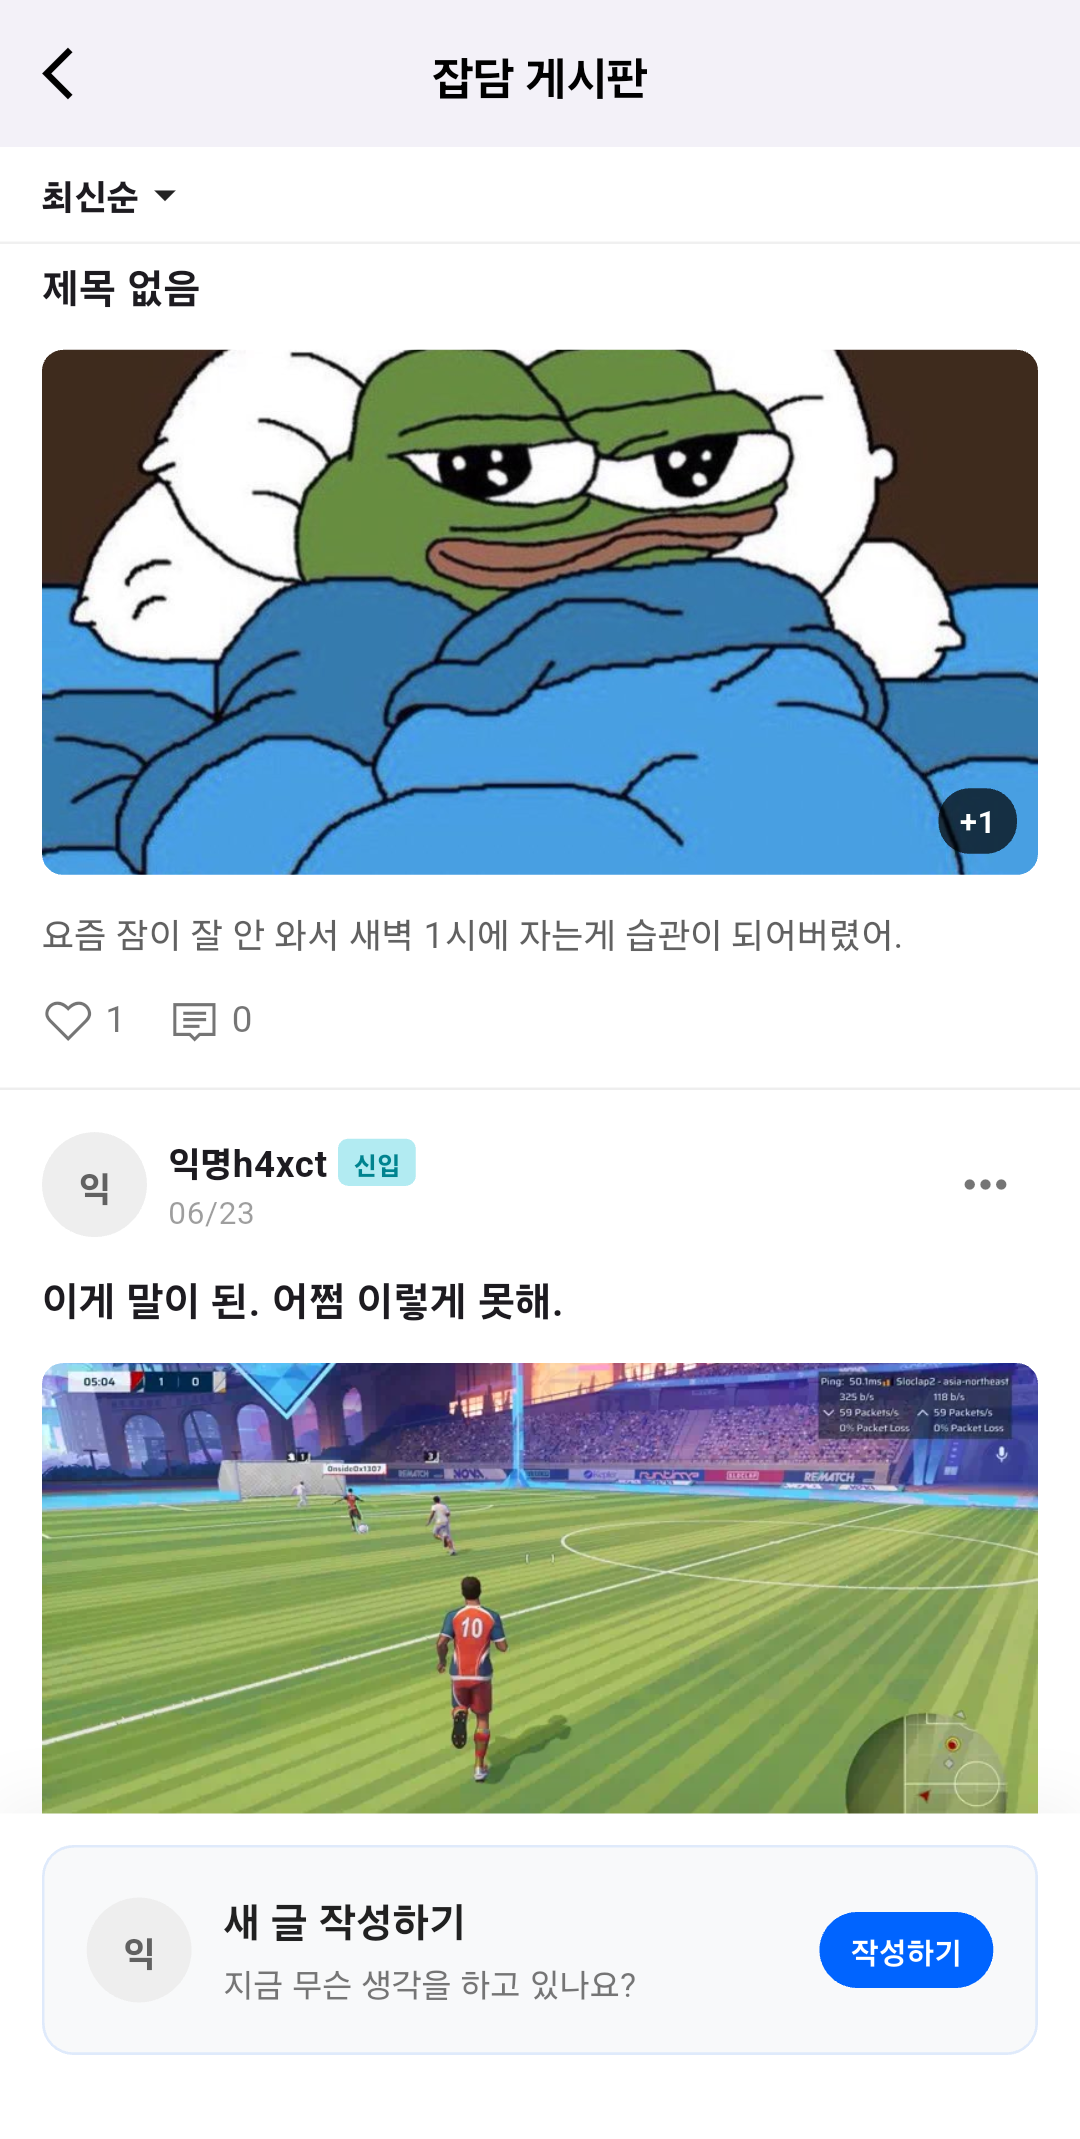 잡담 게시판
최신순
제목 없음
+1
요즘 잠이 잘 안 와서 새벽 1시에 자는게 습관이 되어버렸어.
1 0
익
익명h4xct 신입
06/23
이게 말이 된. 어쩜 이렇게 못해.
05:04 1 0
Ping: 50.1ms Sloclap2 - asia-northeast
325 b/s 118 b/s
59 Packets/s 59 Packets/s
0% Packet Loss 0% Packet Loss
OnsideOx1307
REMATCH NOVA runtime SLOCLAP REMATCH
10
익
새 글 작성하기
지금 무슨 생각을 하고 있나요?
작성하기